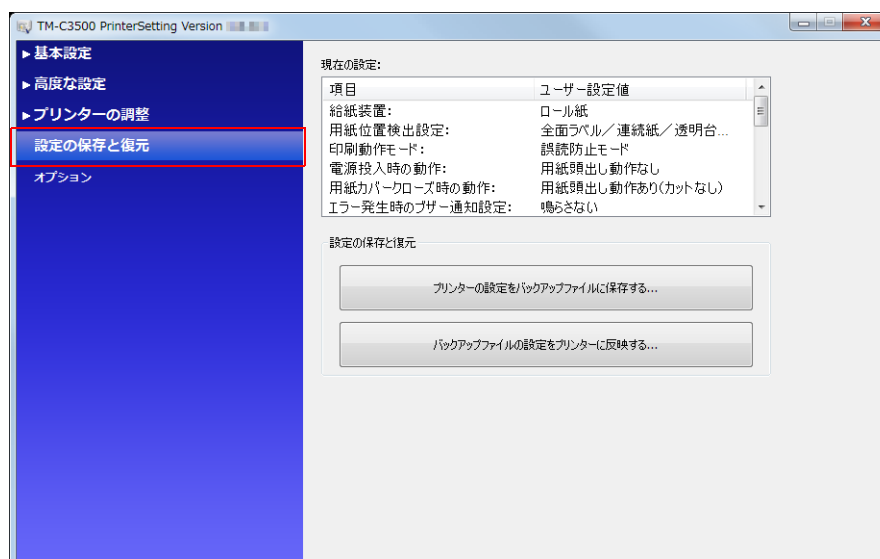 TM-C3500 PrinterSetting Version
▶基本設定
▶高度な設定
▶プリンターの調整
設定の保存と復元
オプション
現在の設定:
項目 ユーザー設定値
給紙装置: ロール紙
用紙位置検出設定: 全面ラベル／連続紙／透明台...
印刷動作モード: 誤読防止モード
電源投入時の動作: 用紙頭出し動作なし
用紙カバークローズ時の動作: 用紙頭出し動作あり(カットなし)
エラー発生時のブザー通知設定: 鳴らさない
設定の保存と復元
プリンターの設定をバックアップファイルに保存する...
バックアップファイルの設定をプリンターに反映する...